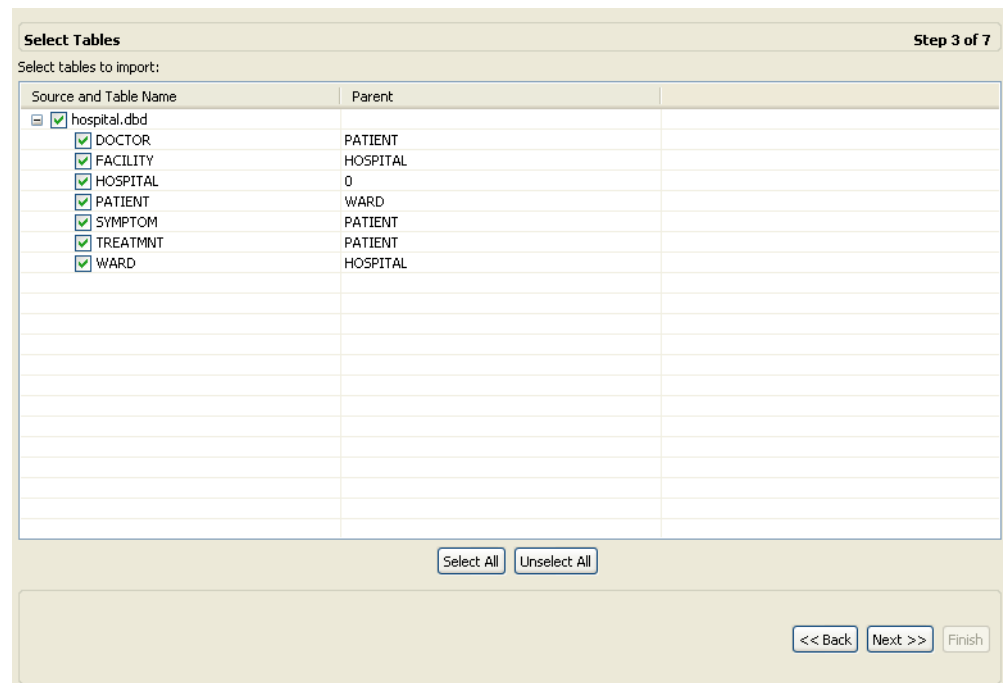 Select Tables Step 3 of 7
Select tables to import:
Source and Table Name Parent
hospital.dbd
DOCTOR PATIENT
FACILITY HOSPITAL
HOSPITAL 0
PATIENT WARD
SYMPTOM PATIENT
TREATMNT PATIENT
WARD HOSPITAL
Select All Unselect All
<< Back Next >> Finish